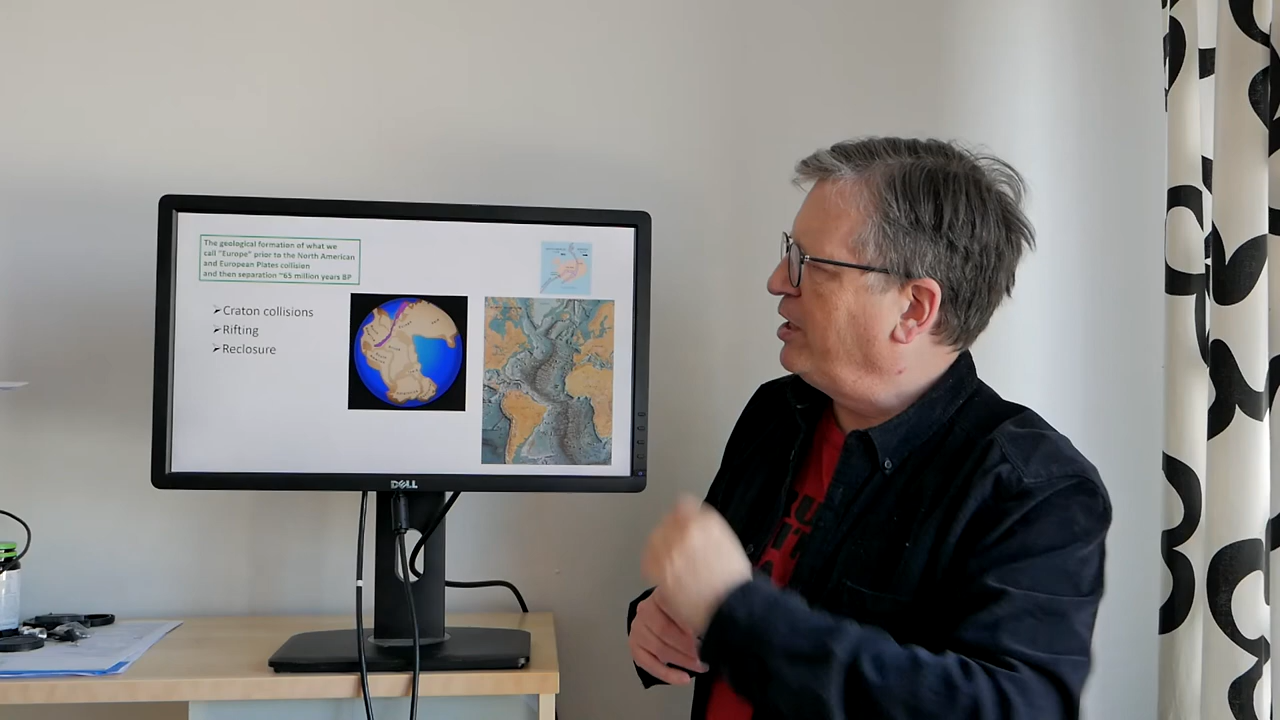 The geological formation of what we
call "Europe" prior to the North American
and European Plates collision
and then separation ~65 million years BP
➢Craton collisions
➢Rifting
➢Reclosure
DELL